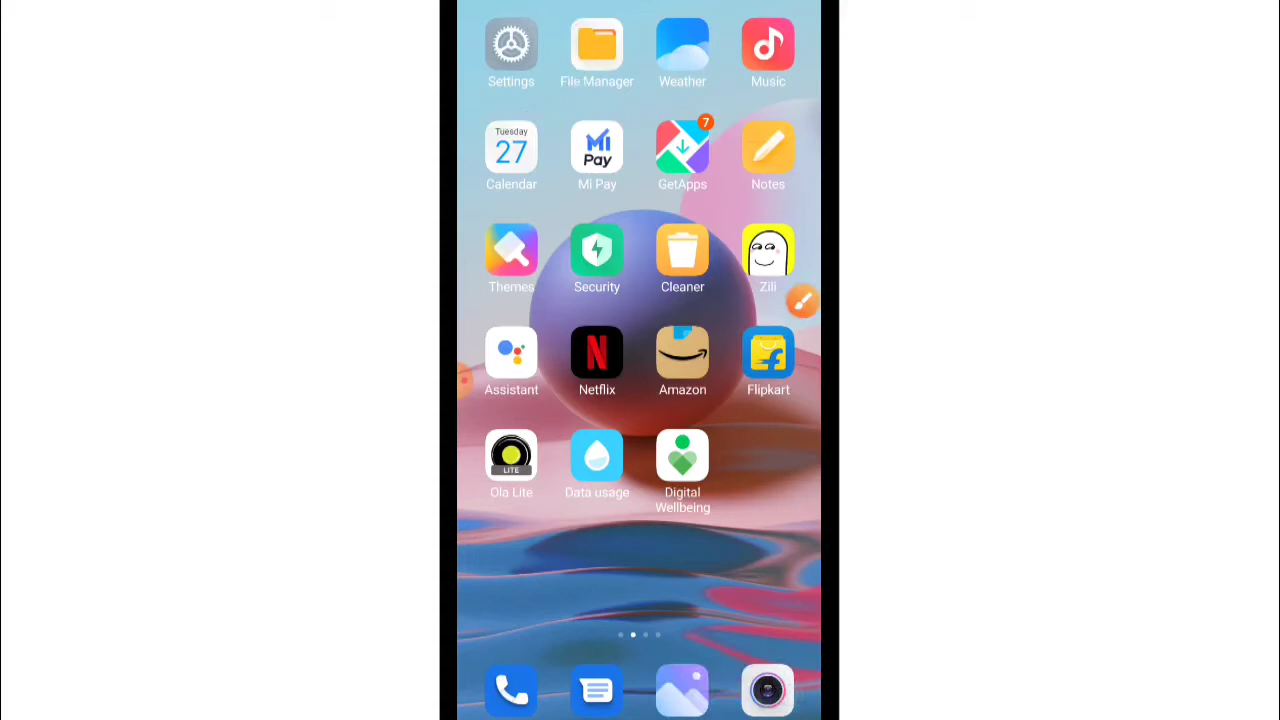 Settings File Manager Weather Music
Tuesday 7
27 Mi Pay
Calendar Mi Pay GetApps Notes
Themes Security Cleaner Zili
N
Assistant Netflix Amazon Flipkart
LITE
Ola Lite Data usage Digital
Wellbeing